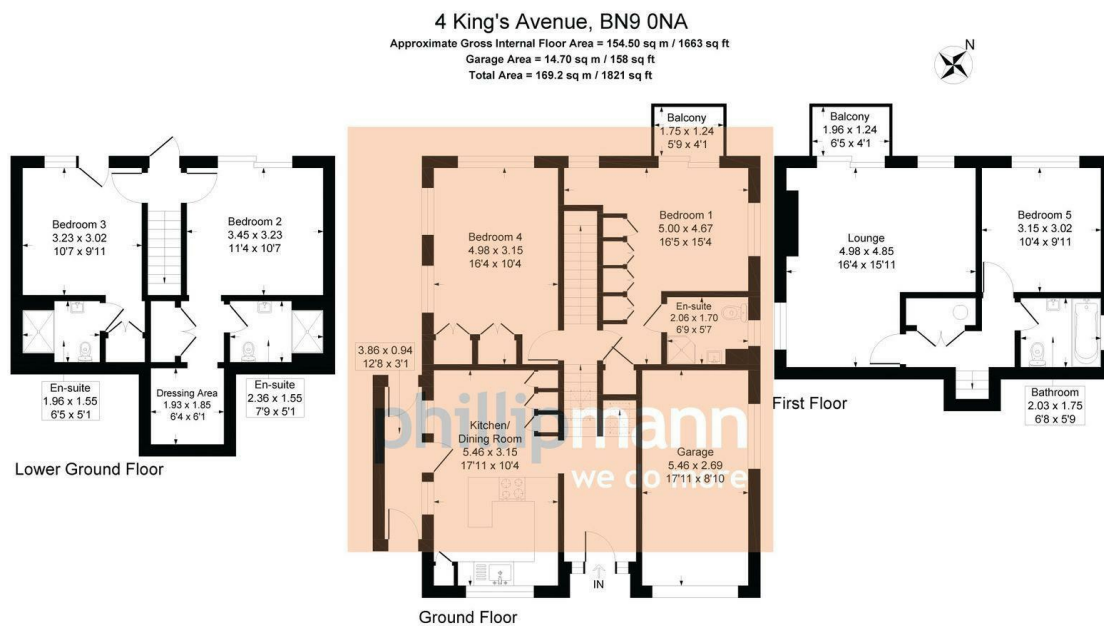 4 King's Avenue, BN9 0NA
Approximate Gross Internal Floor Area = 154.50 sq m / 1663 sq ft
Garage Area = 14.70 sq m / 158 sq ft
Total Area = 169.2 sq m / 1821 sq ft
N
Bedroom 3
3.23 x 3.02
10'7 x 9'11
Bedroom 2
3.45 x 3.23
11'4 x 10'7
En-suite
1.96 x 1.55
6'5 x 5'1
Dressing Area
1.93 x 1.85
6'4 x 6'1
En-suite
2.36 x 1.55
7'9 x 5'1
Lower Ground Floor
Balcony
1.75 x 1.24
5'9 x 4'1
Bedroom 4
4.98 x 3.15
16'4 x 10'4
Bedroom 1
5.00 x 4.67
16'5 x 15'4
En-suite
2.06 x 1.70
6'9 x 5'7
3.86 x 0.94
12'8 x 3'1
Kitchen/
Dining Room
5.46 x 3.15
17'11 x 10'4
Garage
5.46 x 2.69
17'11 x 8'10
phillipmann
we do more
IN
Ground Floor
Balcony
1.96 x 1.24
6'5 x 4'1
Lounge
4.98 x 4.85
16'4 x 15'11
Bedroom 5
3.15 x 3.02
10'4 x 9'11
Bathroom
2.03 x 1.75
6'8 x 5'9
First Floor